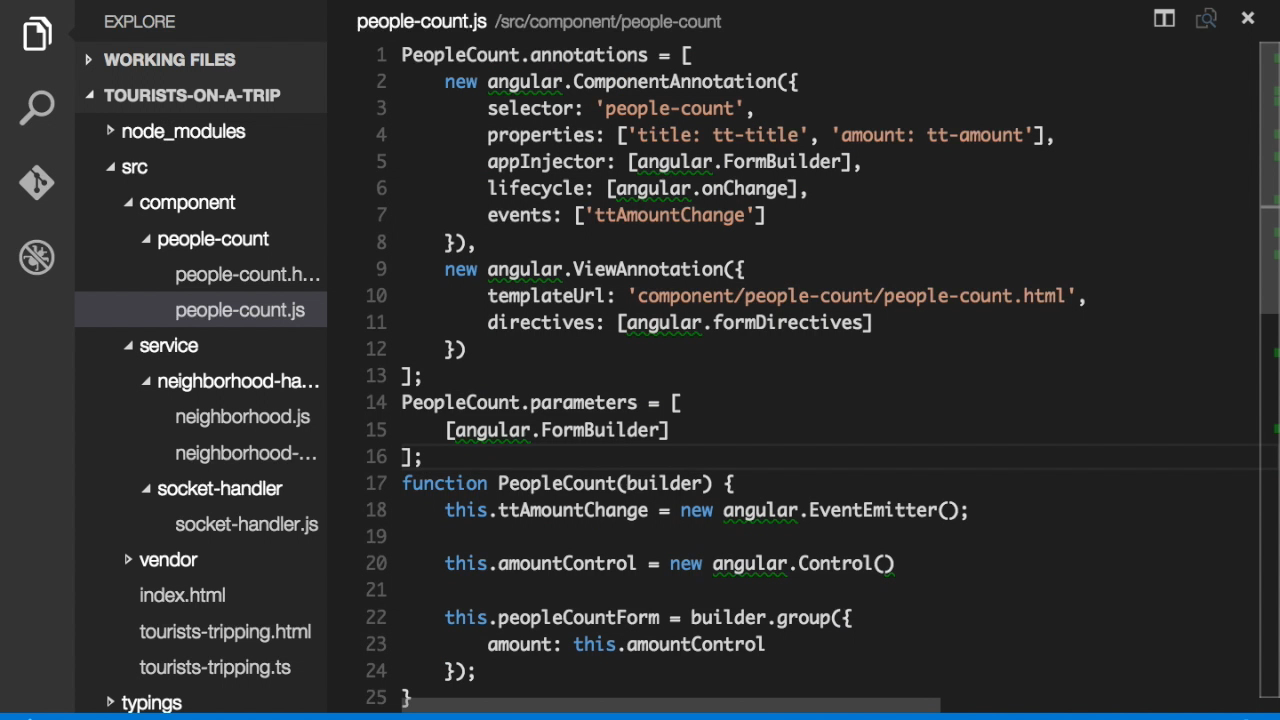 EXPLORE
WORKING FILES
TOURISTS-ON-A-TRIP
node_modules
src
component
people-count
people-count.h...
people-count.js
service
neighborhood-ha...
neighborhood.js
neighborhood-...
socket-handler
socket-handler.js
vendor
index.html
tourists-tripping.html
tourists-tripping.ts
typings
people-count.js /src/component/people-count
1 PeopleCount.annotations = [
2     new angular.ComponentAnnotation({
3         selector: 'people-count',
4         properties: ['title: tt-title', 'amount: tt-amount'],
5         appInjector: [angular.FormBuilder],
6         lifecycle: [angular.onChange],
7         events: ['ttAmountChange']
8     }),
9     new angular.ViewAnnotation({
10         templateUrl: 'component/people-count/people-count.html',
11         directives: [angular.formDirectives]
12     })
13 ];
14 PeopleCount.parameters = [
15     [angular.FormBuilder]
16 ];
17 function PeopleCount(builder) {
18     this.ttAmountChange = new angular.EventEmitter();
19
20     this.amountControl = new angular.Control()
21
22     this.peopleCountForm = builder.group({
23         amount: this.amountControl
24     });
25 }